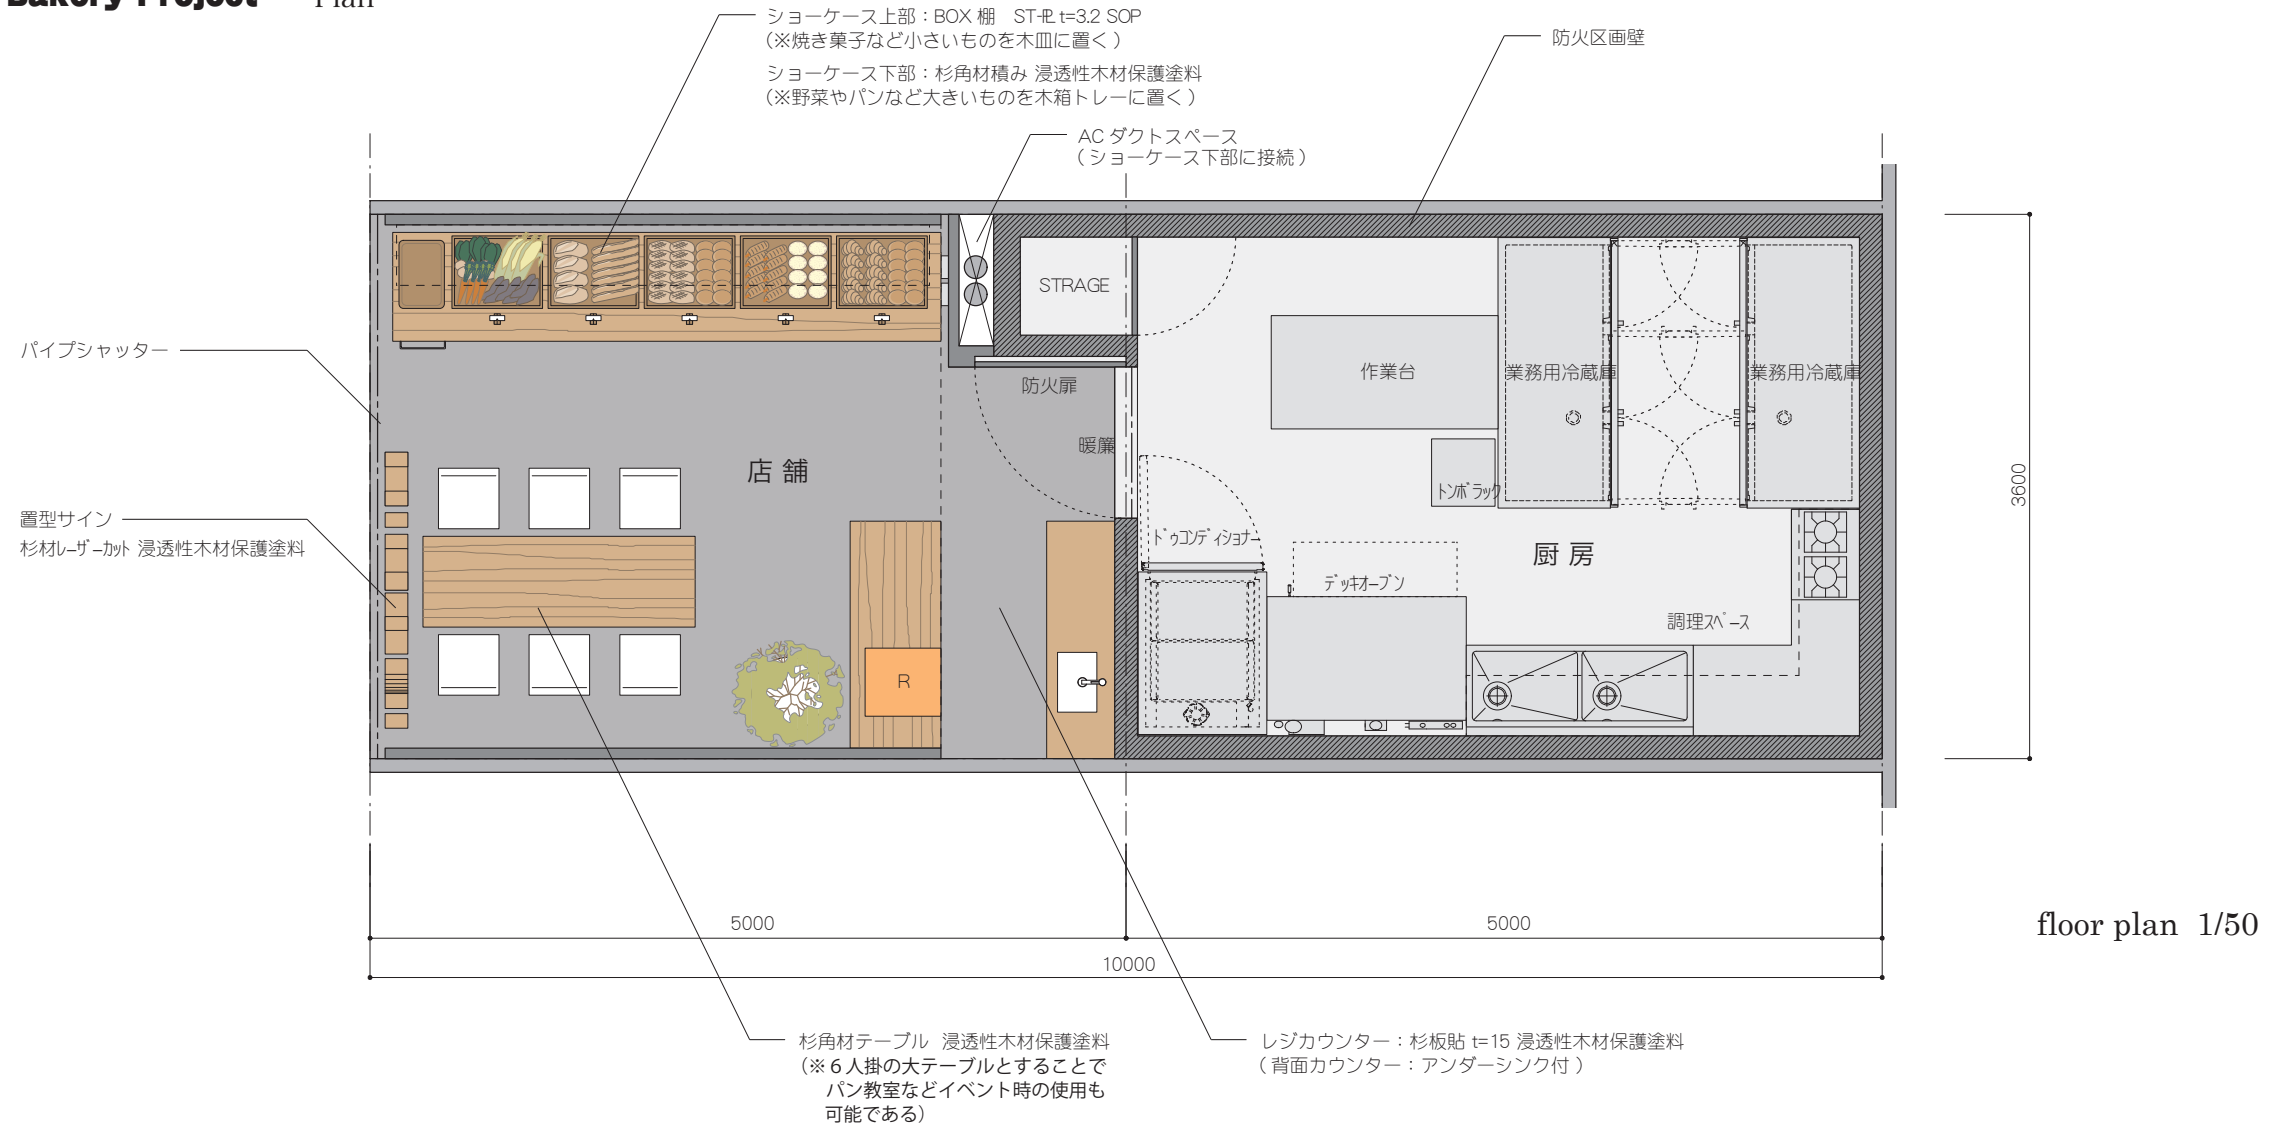 Bakery Project Plan
ショーケース上部：BOX 棚 ST-PL t=3.2 SOP
（※焼き菓子など小さいものを木皿に置く）
ショーケース下部：杉角材積み 浸透性木材保護塗料
（※野菜やパンなど大きいものを木箱トレーに置く）
防火区画壁
AC ダクトスペース
（ショーケース下部に接続）
STRAGE
パイプシャッター
作業台
業務用冷蔵庫
業務用冷蔵庫
防火扉
暖簾
店舗
トンボラック
3600
置型サイン
杉材レーザーカット 浸透性木材保護塗料
ドゥコンディショナー
厨房
デッキオーブン
調理スペース
R
5000
5000
floor plan 1/50
10000
杉角材テーブル 浸透性木材保護塗料
（※６人掛の大テーブルとすることで
パン教室などイベント時の使用も
可能である）
レジカウンター：杉板貼 t=15 浸透性木材保護塗料
（背面カウンター：アンダーシンク付）